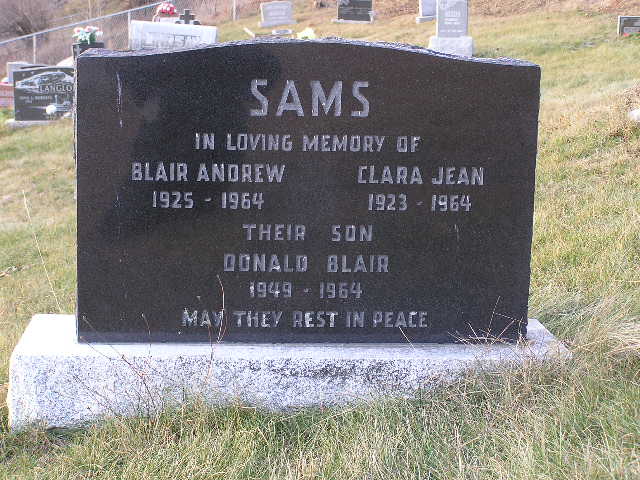 SAMS
IN LOVING MEMORY OF
BLAIR ANDREW CLARA JEAN
1925 - 1964 1923 - 1964
THEIR SON
DONALD BLAIR
1949 - 1964
MAY THEY REST IN PEACE